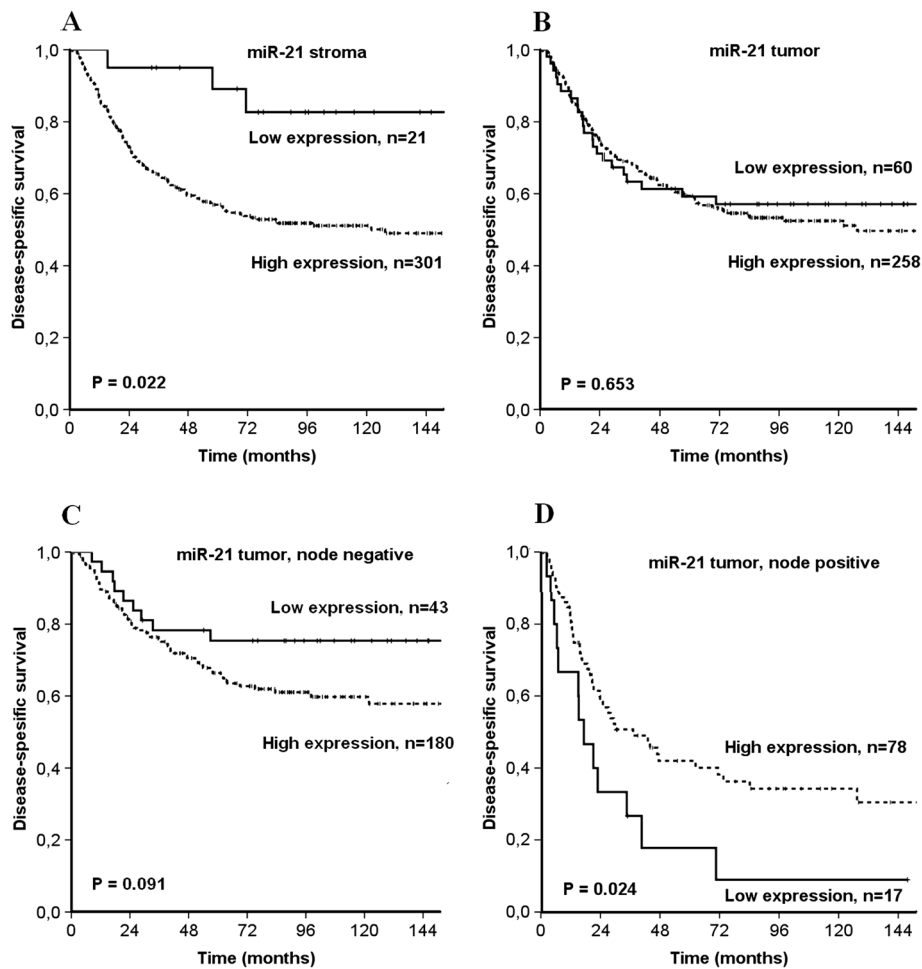 A
miR-21 stroma
1,0
0,8
0,6
0,4
0,2
0,0
Disease-spesific survival
Low expression, n=21
High expression, n=301
P = 0.022
0 24 48 72 96 120 144
Time (months)
B
miR-21 tumor
1,0
0,8
0,6
0,4
0,2
0,0
Disease-spesific survival
Low expression, n=60
High expression, n=258
P = 0.653
0 24 48 72 96 120 144
Time (months)
C
miR-21 tumor, node negative
1,0
0,8
0,6
0,4
0,2
0,0
Disease-spesific survival
Low expression, n=43
High expression, n=180
P = 0.091
0 24 48 72 96 120 144
Time (months)
D
miR-21 tumor, node positive
1,0
0,8
0,6
0,4
0,2
0,0
Disease-spesific survival
High expression, n=78
P = 0.024
Low expression, n=17
0 24 48 72 96 120 144
Time (months)